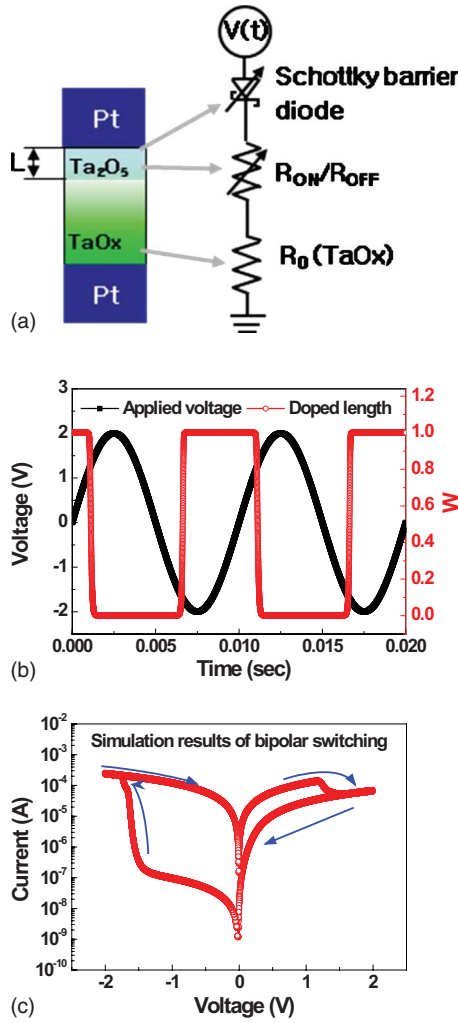 V(t)
Schottky barrier
diode
Pt
L
Ta₂O₅
R_ON/R_OFF
TaOx
R₀ (TaOx)
Pt
(a)
3
2
1
0
-1
-2
Voltage (V)
Applied voltage
Doped length
1.2
1.0
0.8
0.6
0.4
0.2
0.0
W
0.000 0.005 0.010 0.015 0.020
Time (sec)
(b)
Simulation results of bipolar switching
10⁻²
10⁻³
10⁻⁴
10⁻⁵
10⁻⁶
10⁻⁷
10⁻⁸
10⁻⁹
10⁻¹⁰
Current (A)
-2 -1 0 1 2
Voltage (V)
(c)